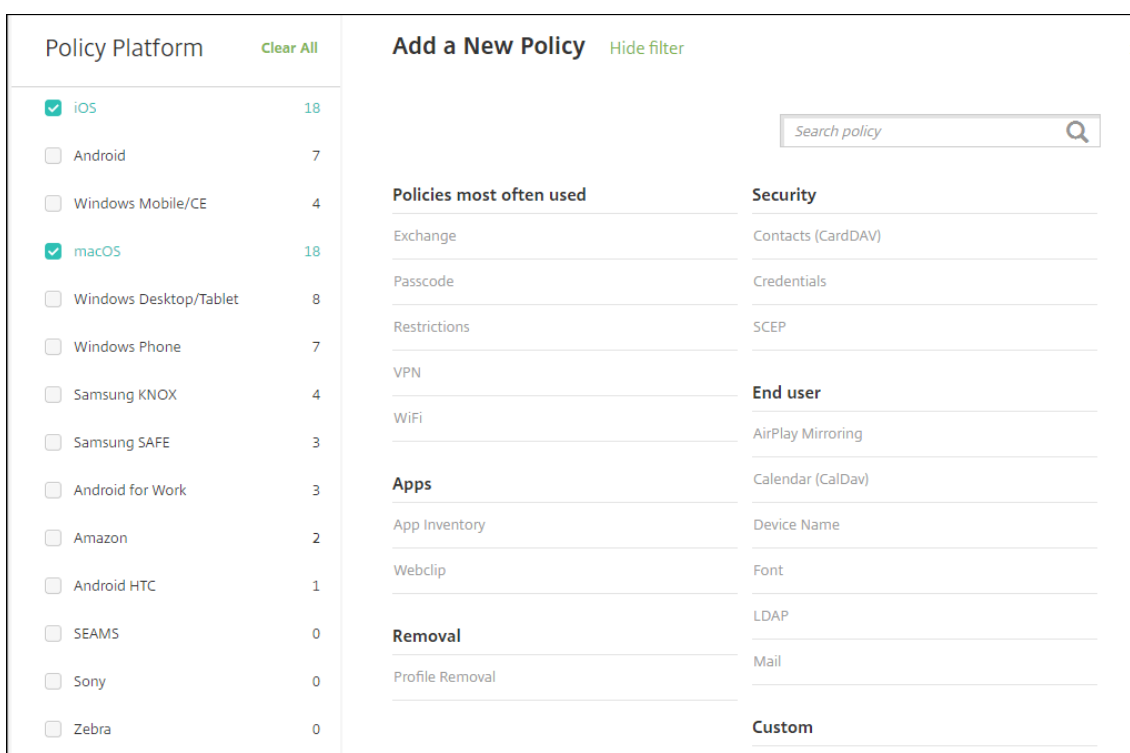 Policy Platform
Clear All
iOS 18
Android 7
Windows Mobile/CE 4
macOS 18
Windows Desktop/Tablet 8
Windows Phone 7
Samsung KNOX 4
Samsung SAFE 3
Android for Work 3
Amazon 2
Android HTC 1
SEAMS 0
Sony 0
Zebra 0
Add a New Policy
Hide filter
Search policy
Policies most often used
Exchange
Passcode
Restrictions
VPN
WiFi
Apps
App Inventory
Webclip
Removal
Profile Removal
Security
Contacts (CardDAV)
Credentials
SCEP
End user
AirPlay Mirroring
Calendar (CalDav)
Device Name
Font
LDAP
Mail
Custom